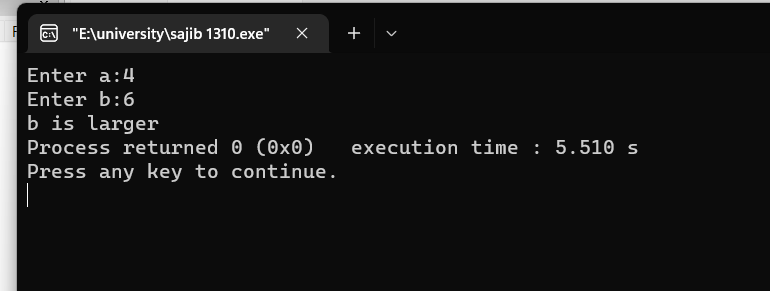 "E:\university\sajib 1310.exe"
Enter a:4
Enter b:6
b is larger
Process returned 0 (0x0)   execution time : 5.510 s
Press any key to continue.